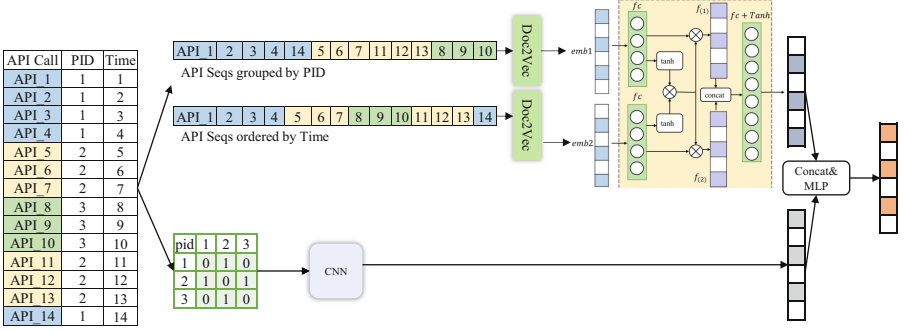 API Call PID Time
API_1 1 1
API_2 1 2
API_3 1 3
API_4 1 4
API_5 2 5
API_6 2 6
API_7 2 7
API_8 3 8
API_9 3 9
API_10 3 10
API_11 2 11
API_12 2 12
API_13 2 13
API_14 1 14
API_1 2 3 4 14 5 6 7 11 12 13 8 9 10
API Seqs grouped by PID
API_1 2 3 4 5 6 7 8 9 10 11 12 13 14
API Seqs ordered by Time
Doc2Vec
Doc2Vec
emb1
emb2
fc
f(1)
fc + Tanh
tanh
concat
fc
tanh
f(2)
Concat&
MLP
pid 1 2 3
1 0 1 0
2 1 0 1
3 0 1 0
CNN